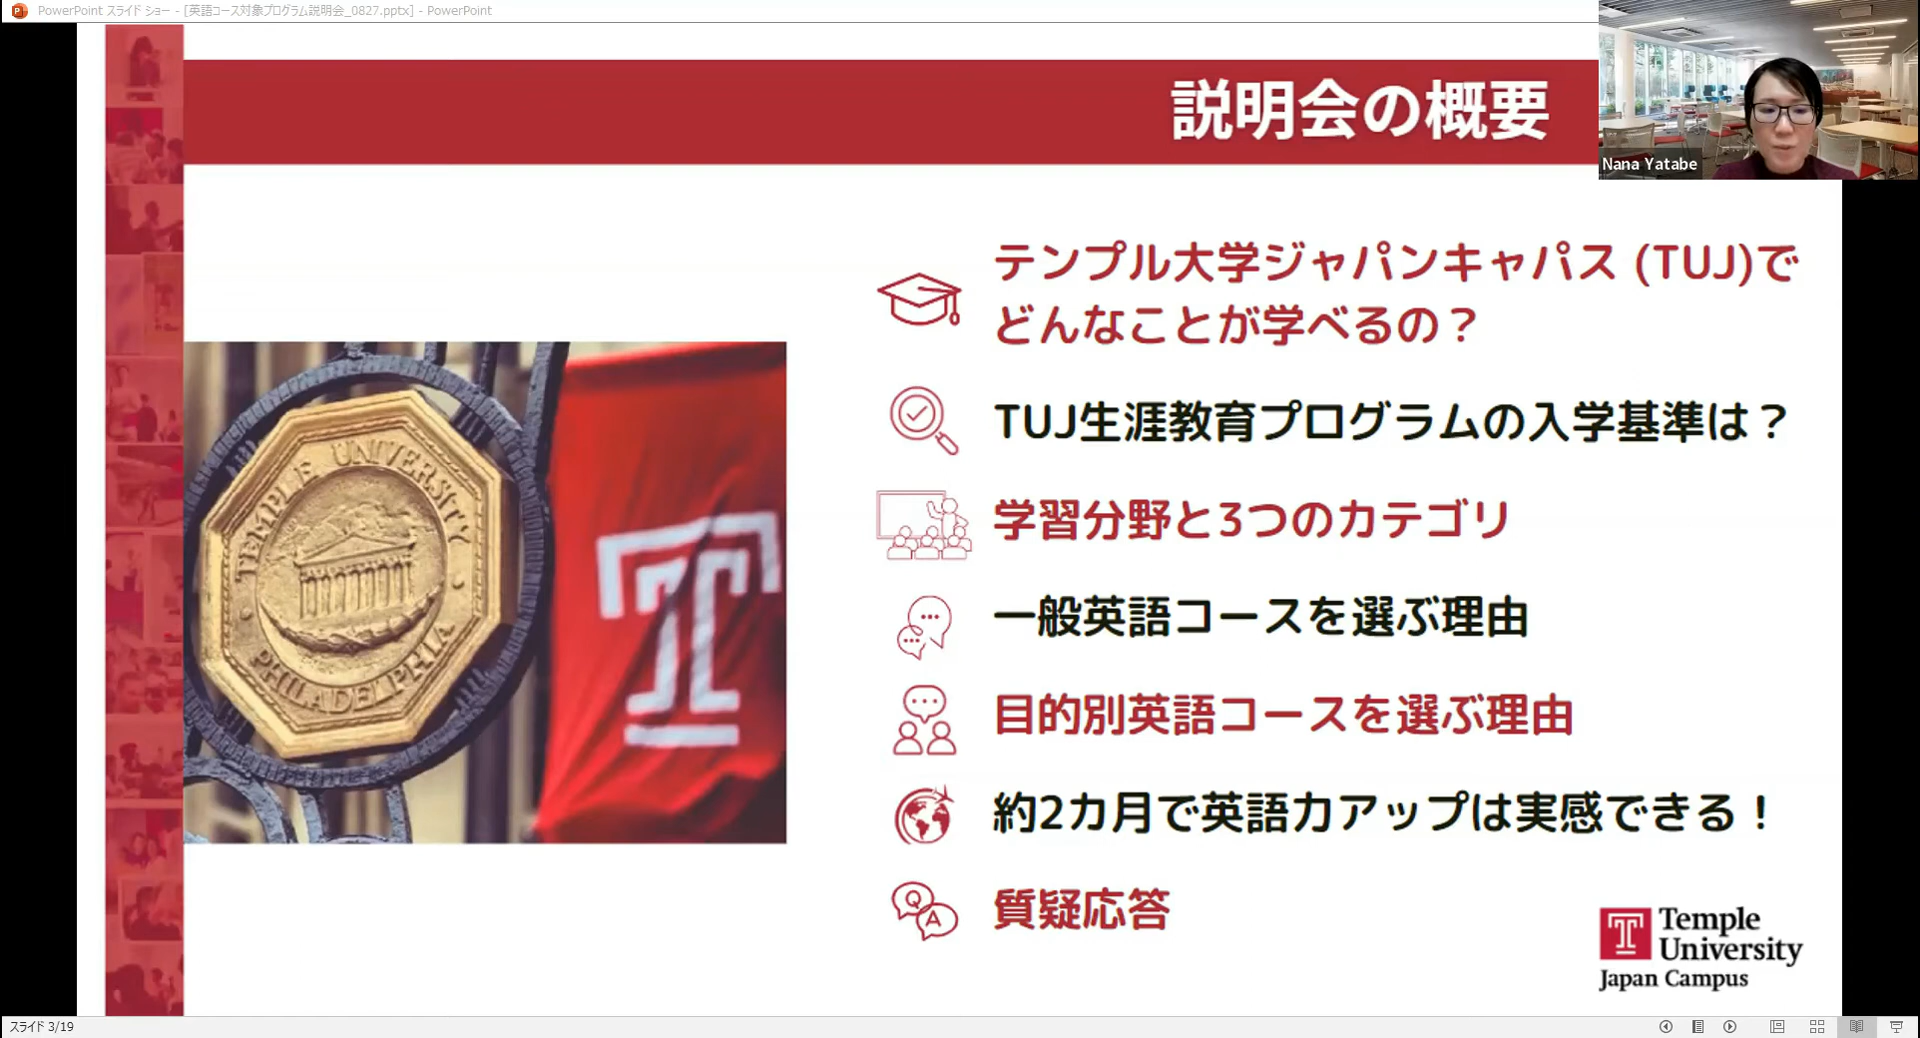 PowerPoint スライド ショー - [英語コース対象プログラム説明会_0827.pptx] - PowerPoint
説明会の概要
Nana Yatabe
テンプル大学ジャパンキャパス (TUJ)で
どんなことが学べるの？
TUJ生涯教育プログラムの入学基準は？
学習分野と3つのカテゴリ
一般英語コースを選ぶ理由
目的別英語コースを選ぶ理由
約2カ月で英語力アップは実感できる！
Q
A
質疑応答
TEMPLE UNIVERSITY
PHILADELPHIA
T
T
Temple
University
Japan Campus
スライド 3/19